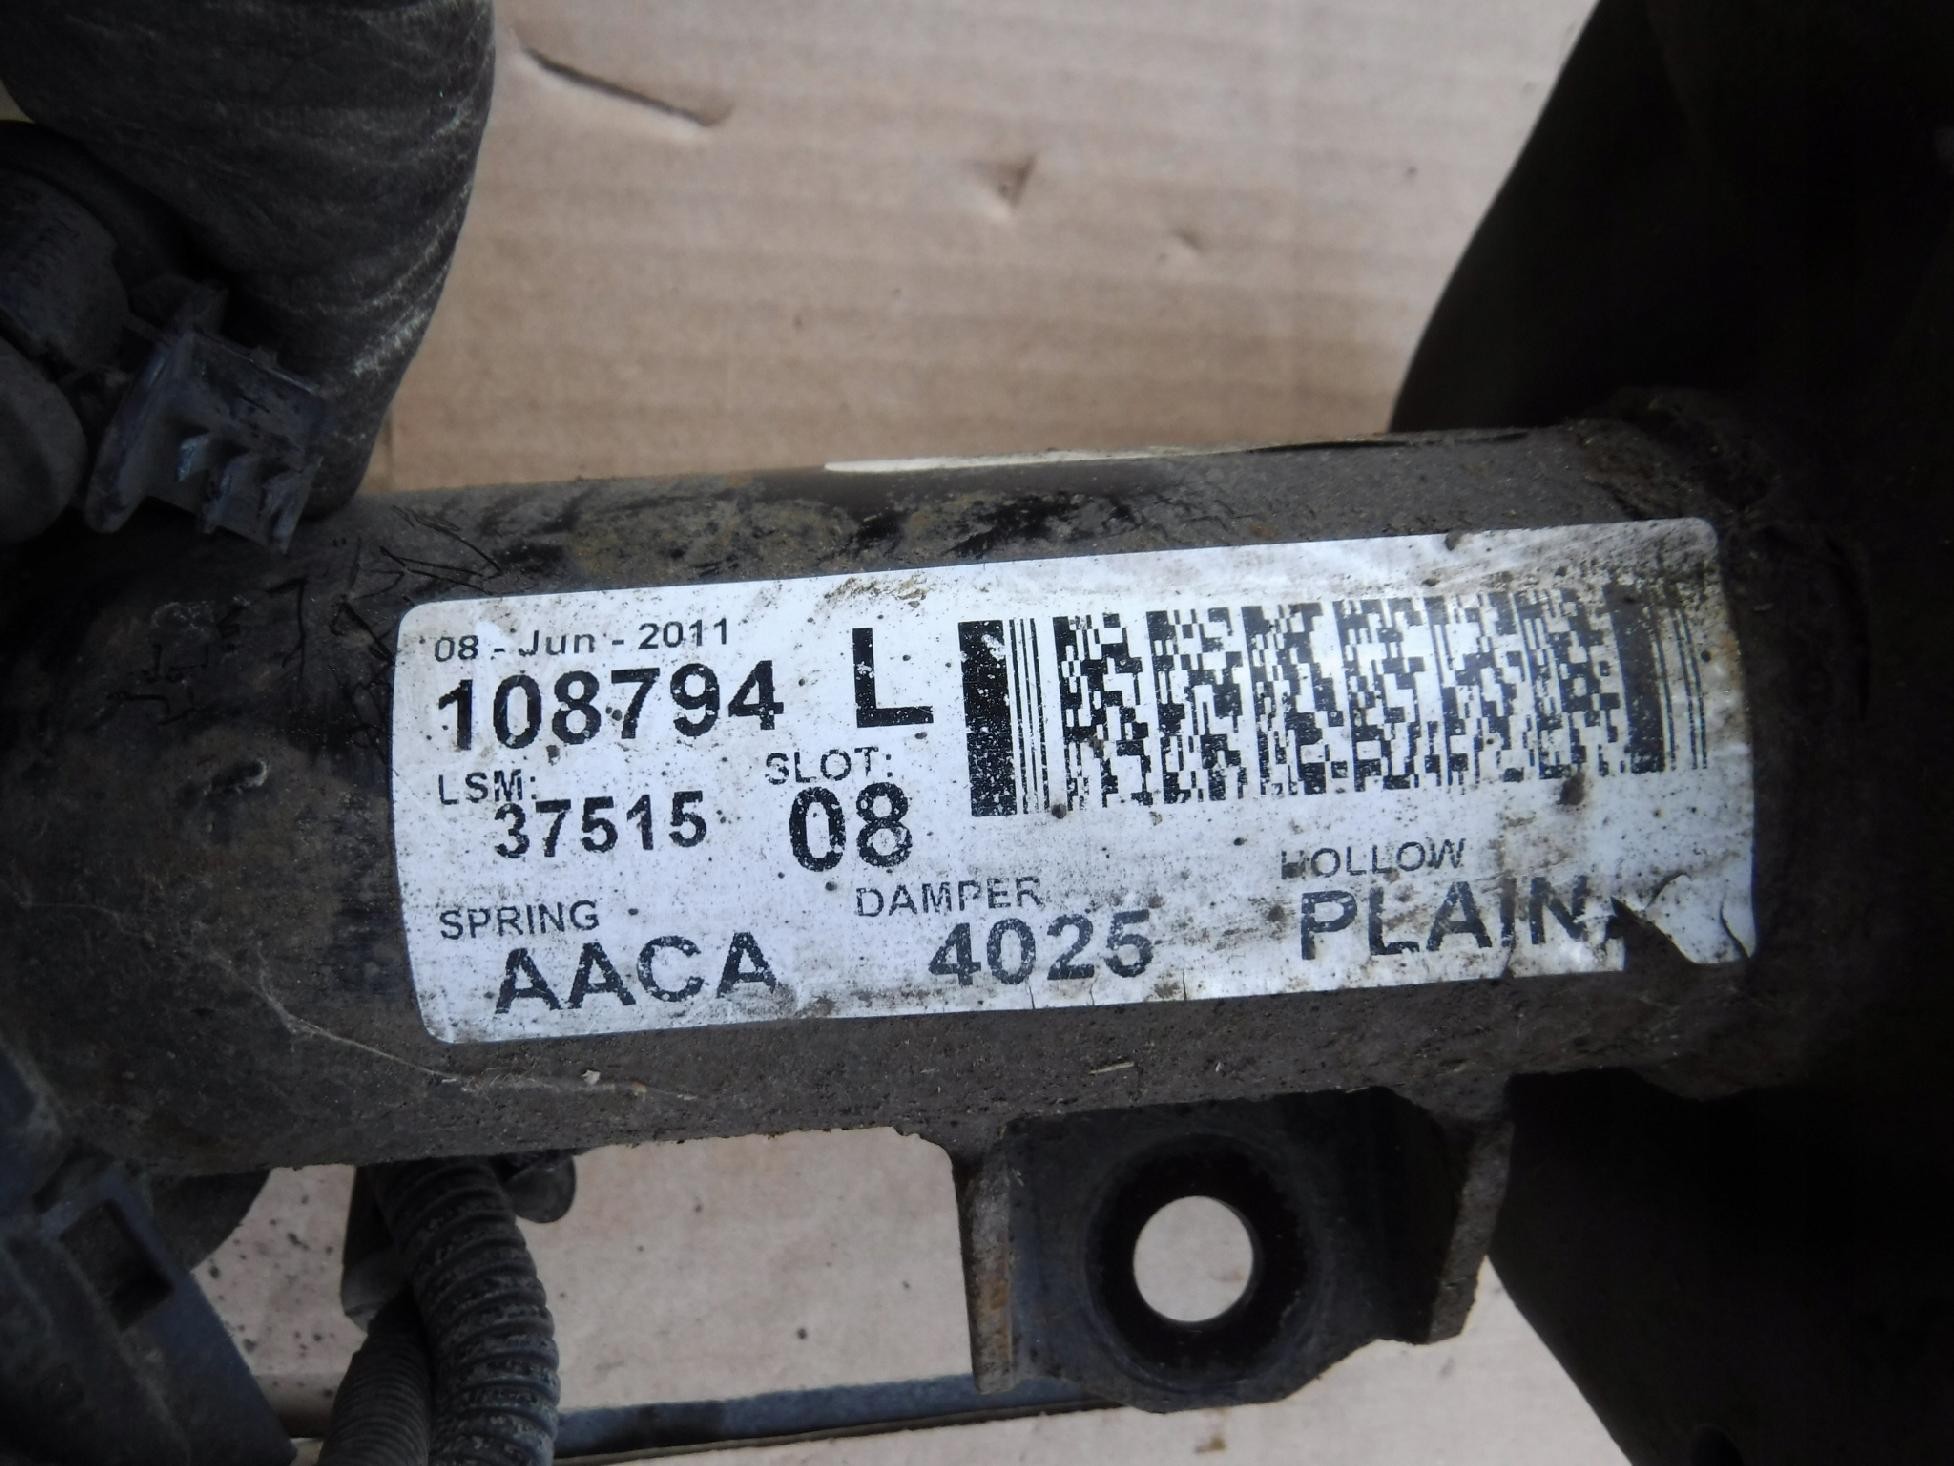 08 - Jun - 2011
108794 L
LSM: SLOT:
37515 08
SPRING DAMPER HOLLOW
AACA 4025 PLAIN